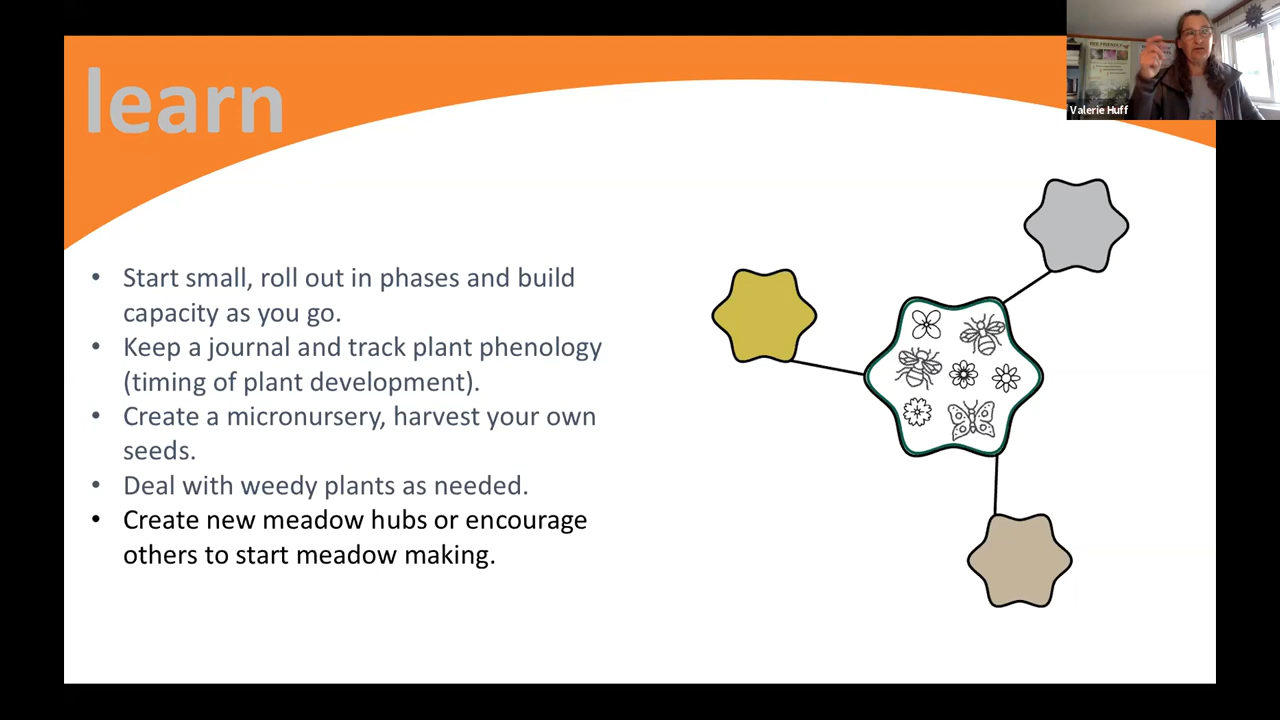 learn
Valerie Huff
• Start small, roll out in phases and build
capacity as you go.
• Keep a journal and track plant phenology
(timing of plant development).
• Create a micronursery, harvest your own
seeds.
• Deal with weedy plants as needed.
• Create new meadow hubs or encourage
others to start meadow making.